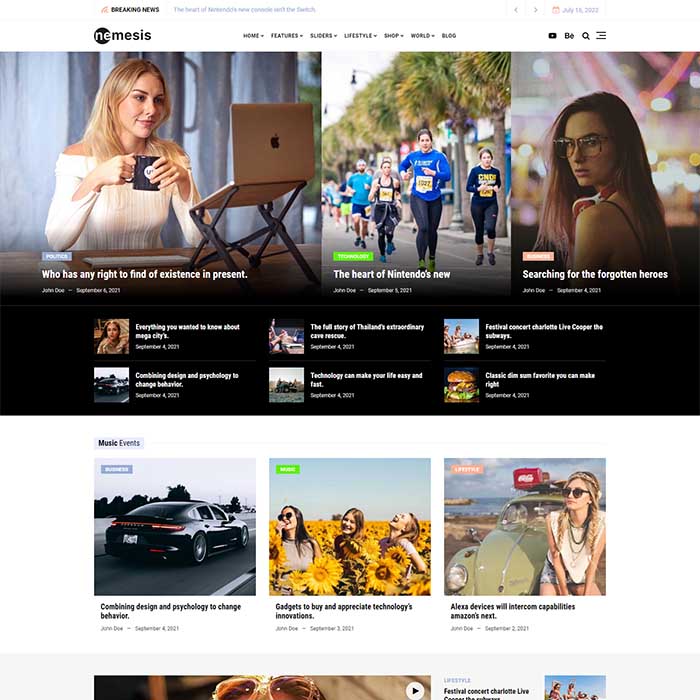 BREAKING NEWS
The heart of Nintendo's new console isn't the Switch.
July 16, 2022
nemesis
HOME
FEATURES
SLIDERS
LIFESTYLE
SHOP
WORLD
BLOG
Bē
POLITICS
Who has any right to find of existence in present.
John Doe — September 6, 2021
TECHNOLOGY
The heart of Nintendo's new
John Doe — September 5, 2021
BUSINESS
Searching for the forgotten heroes
John Doe — September 4, 2021
Everything you wanted to know about
mega city's.
September 4, 2021
The full story of Thailand's extraordinary
cave rescue.
September 4, 2021
Festival concert charlotte Live Cooper the
subways.
September 4, 2021
Combining design and psychology to
change behavior.
September 4, 2021
Technology can make your life easy and
fast.
September 4, 2021
Classic dim sum favorite you can make
right
September 4, 2021
Music Events
BUSINESS
Combining design and psychology to change
behavior.
John Doe — September 4, 2021
MUSIC
Gadgets to buy and appreciate technology's
innovations.
John Doe — September 3, 2021
LIFESTYLE
Alexa devices will intercom capabilities
amazon's next.
John Doe — September 2, 2021
LIFESTYLE
Festival concert charlotte Live
Cooper the subways.